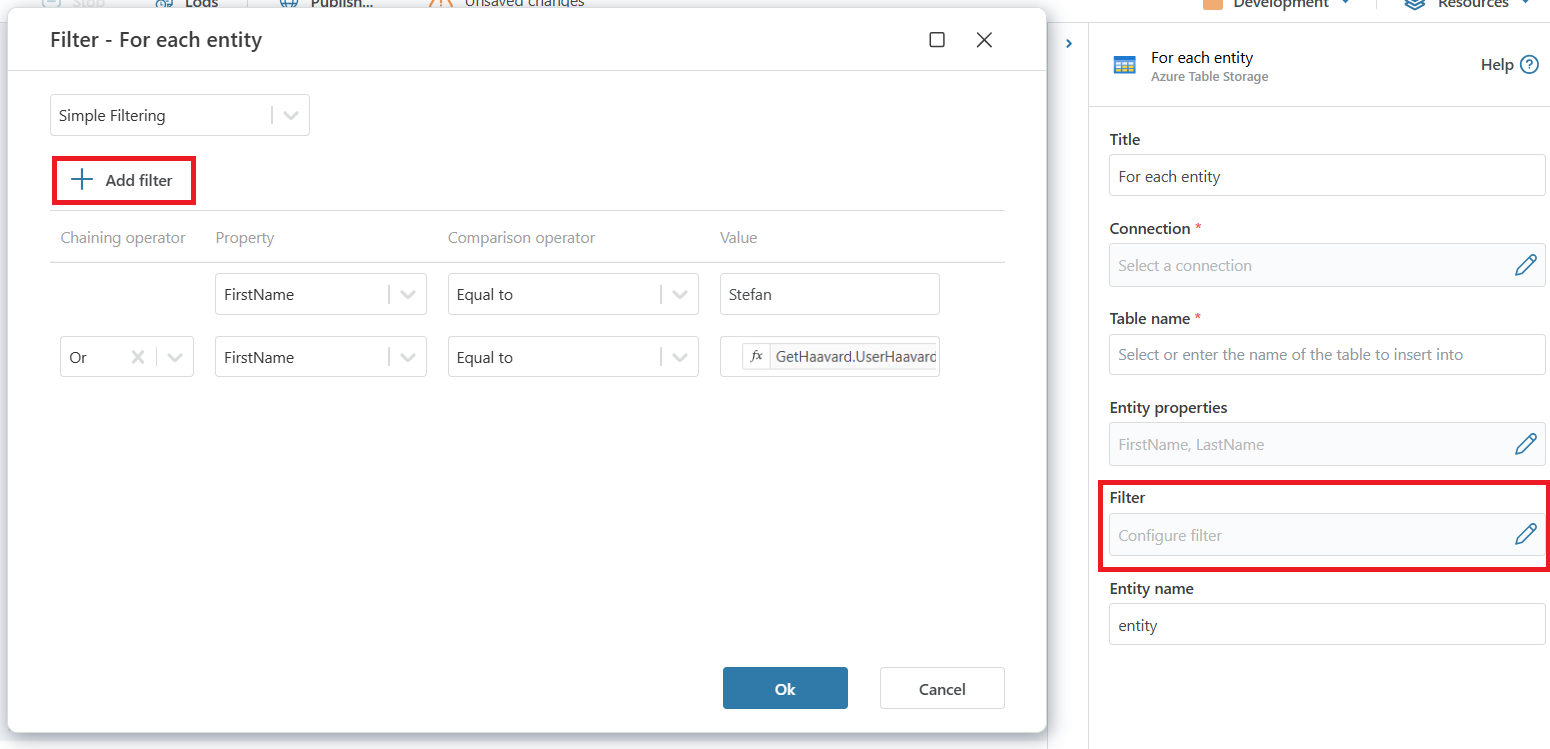 Stop Logs Publish... Unsaved changes Development Resources
Filter - For each entity
Simple Filtering
Add filter
Chaining operator Property Comparison operator Value
FirstName Equal to Stefan
Or FirstName Equal to fx GetHaavard.UserHaavard
Ok Cancel
For each entity
Azure Table Storage
Help ?
Title
For each entity
Connection *
Select a connection
Table name *
Select or enter the name of the table to insert into
Entity properties
FirstName, LastName
Filter
Configure filter
Entity name
entity